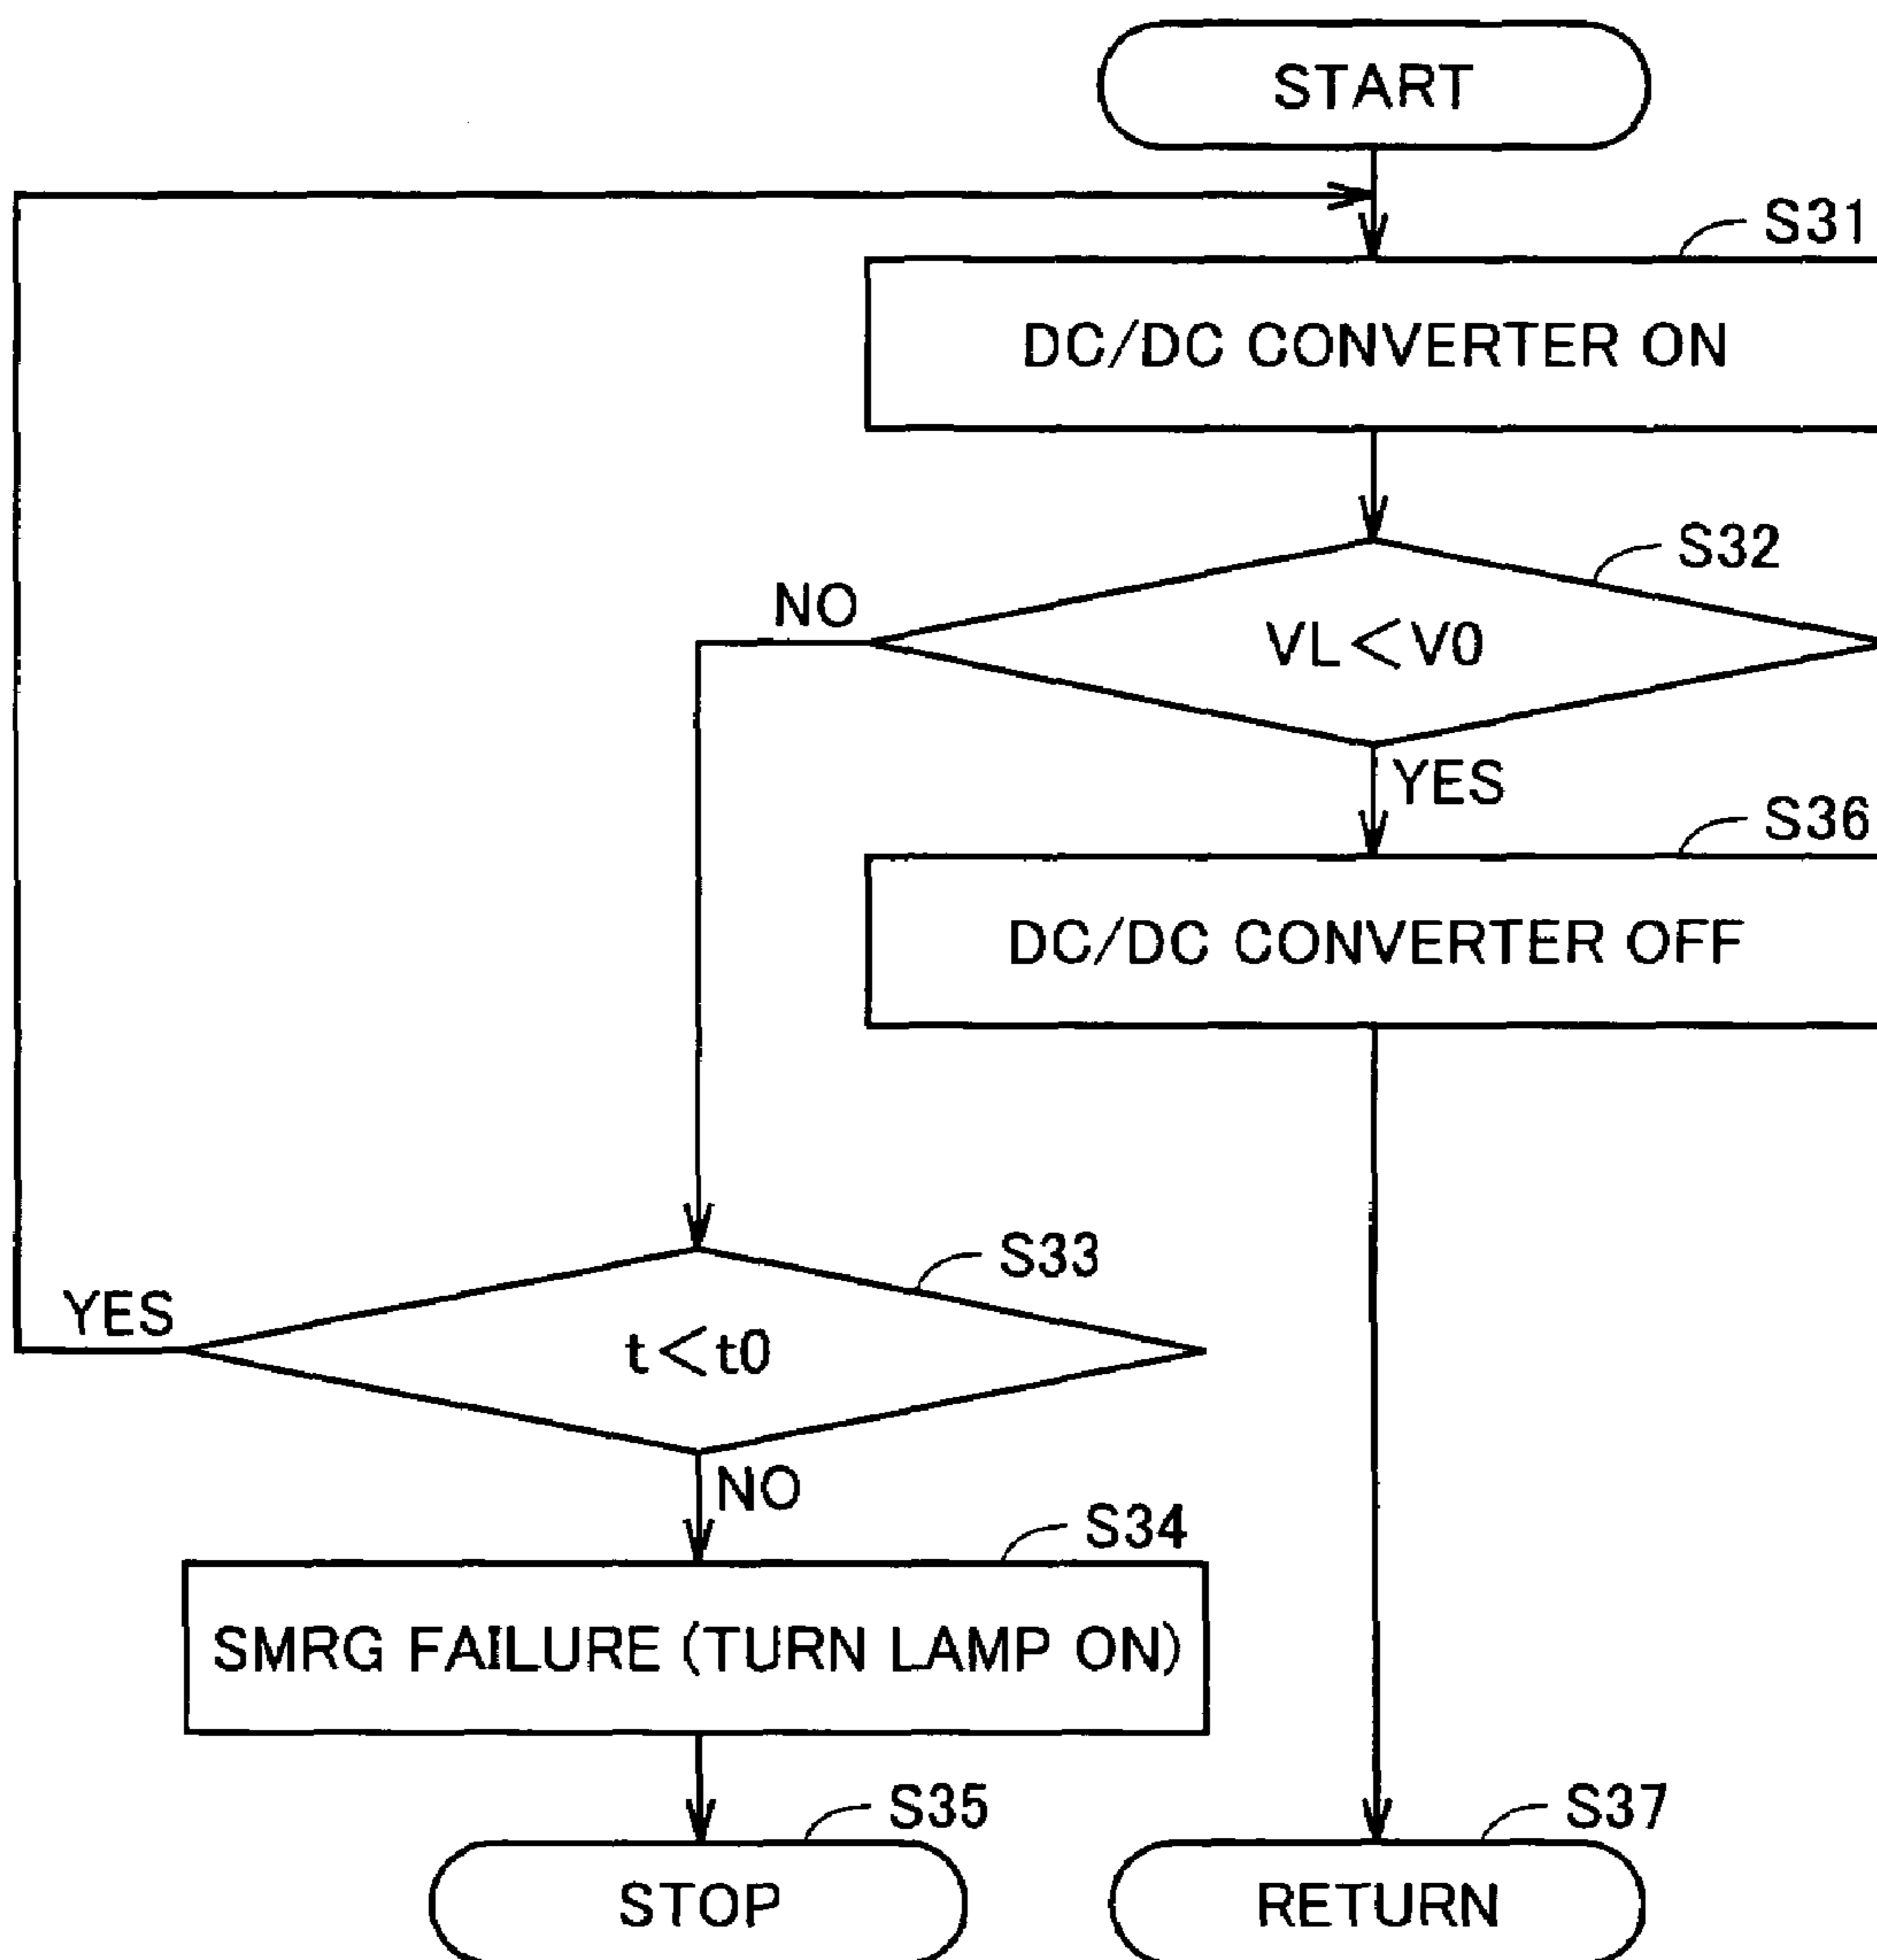 START
S31
DC/DC CONVERTER ON
S32
NO
VL<V0
YES
S36
DC/DC CONVERTER OFF
S33
YES
t<t0
NO
S34
SMRG FAILURE (TURN LAMP ON)
S35
S37
STOP
RETURN